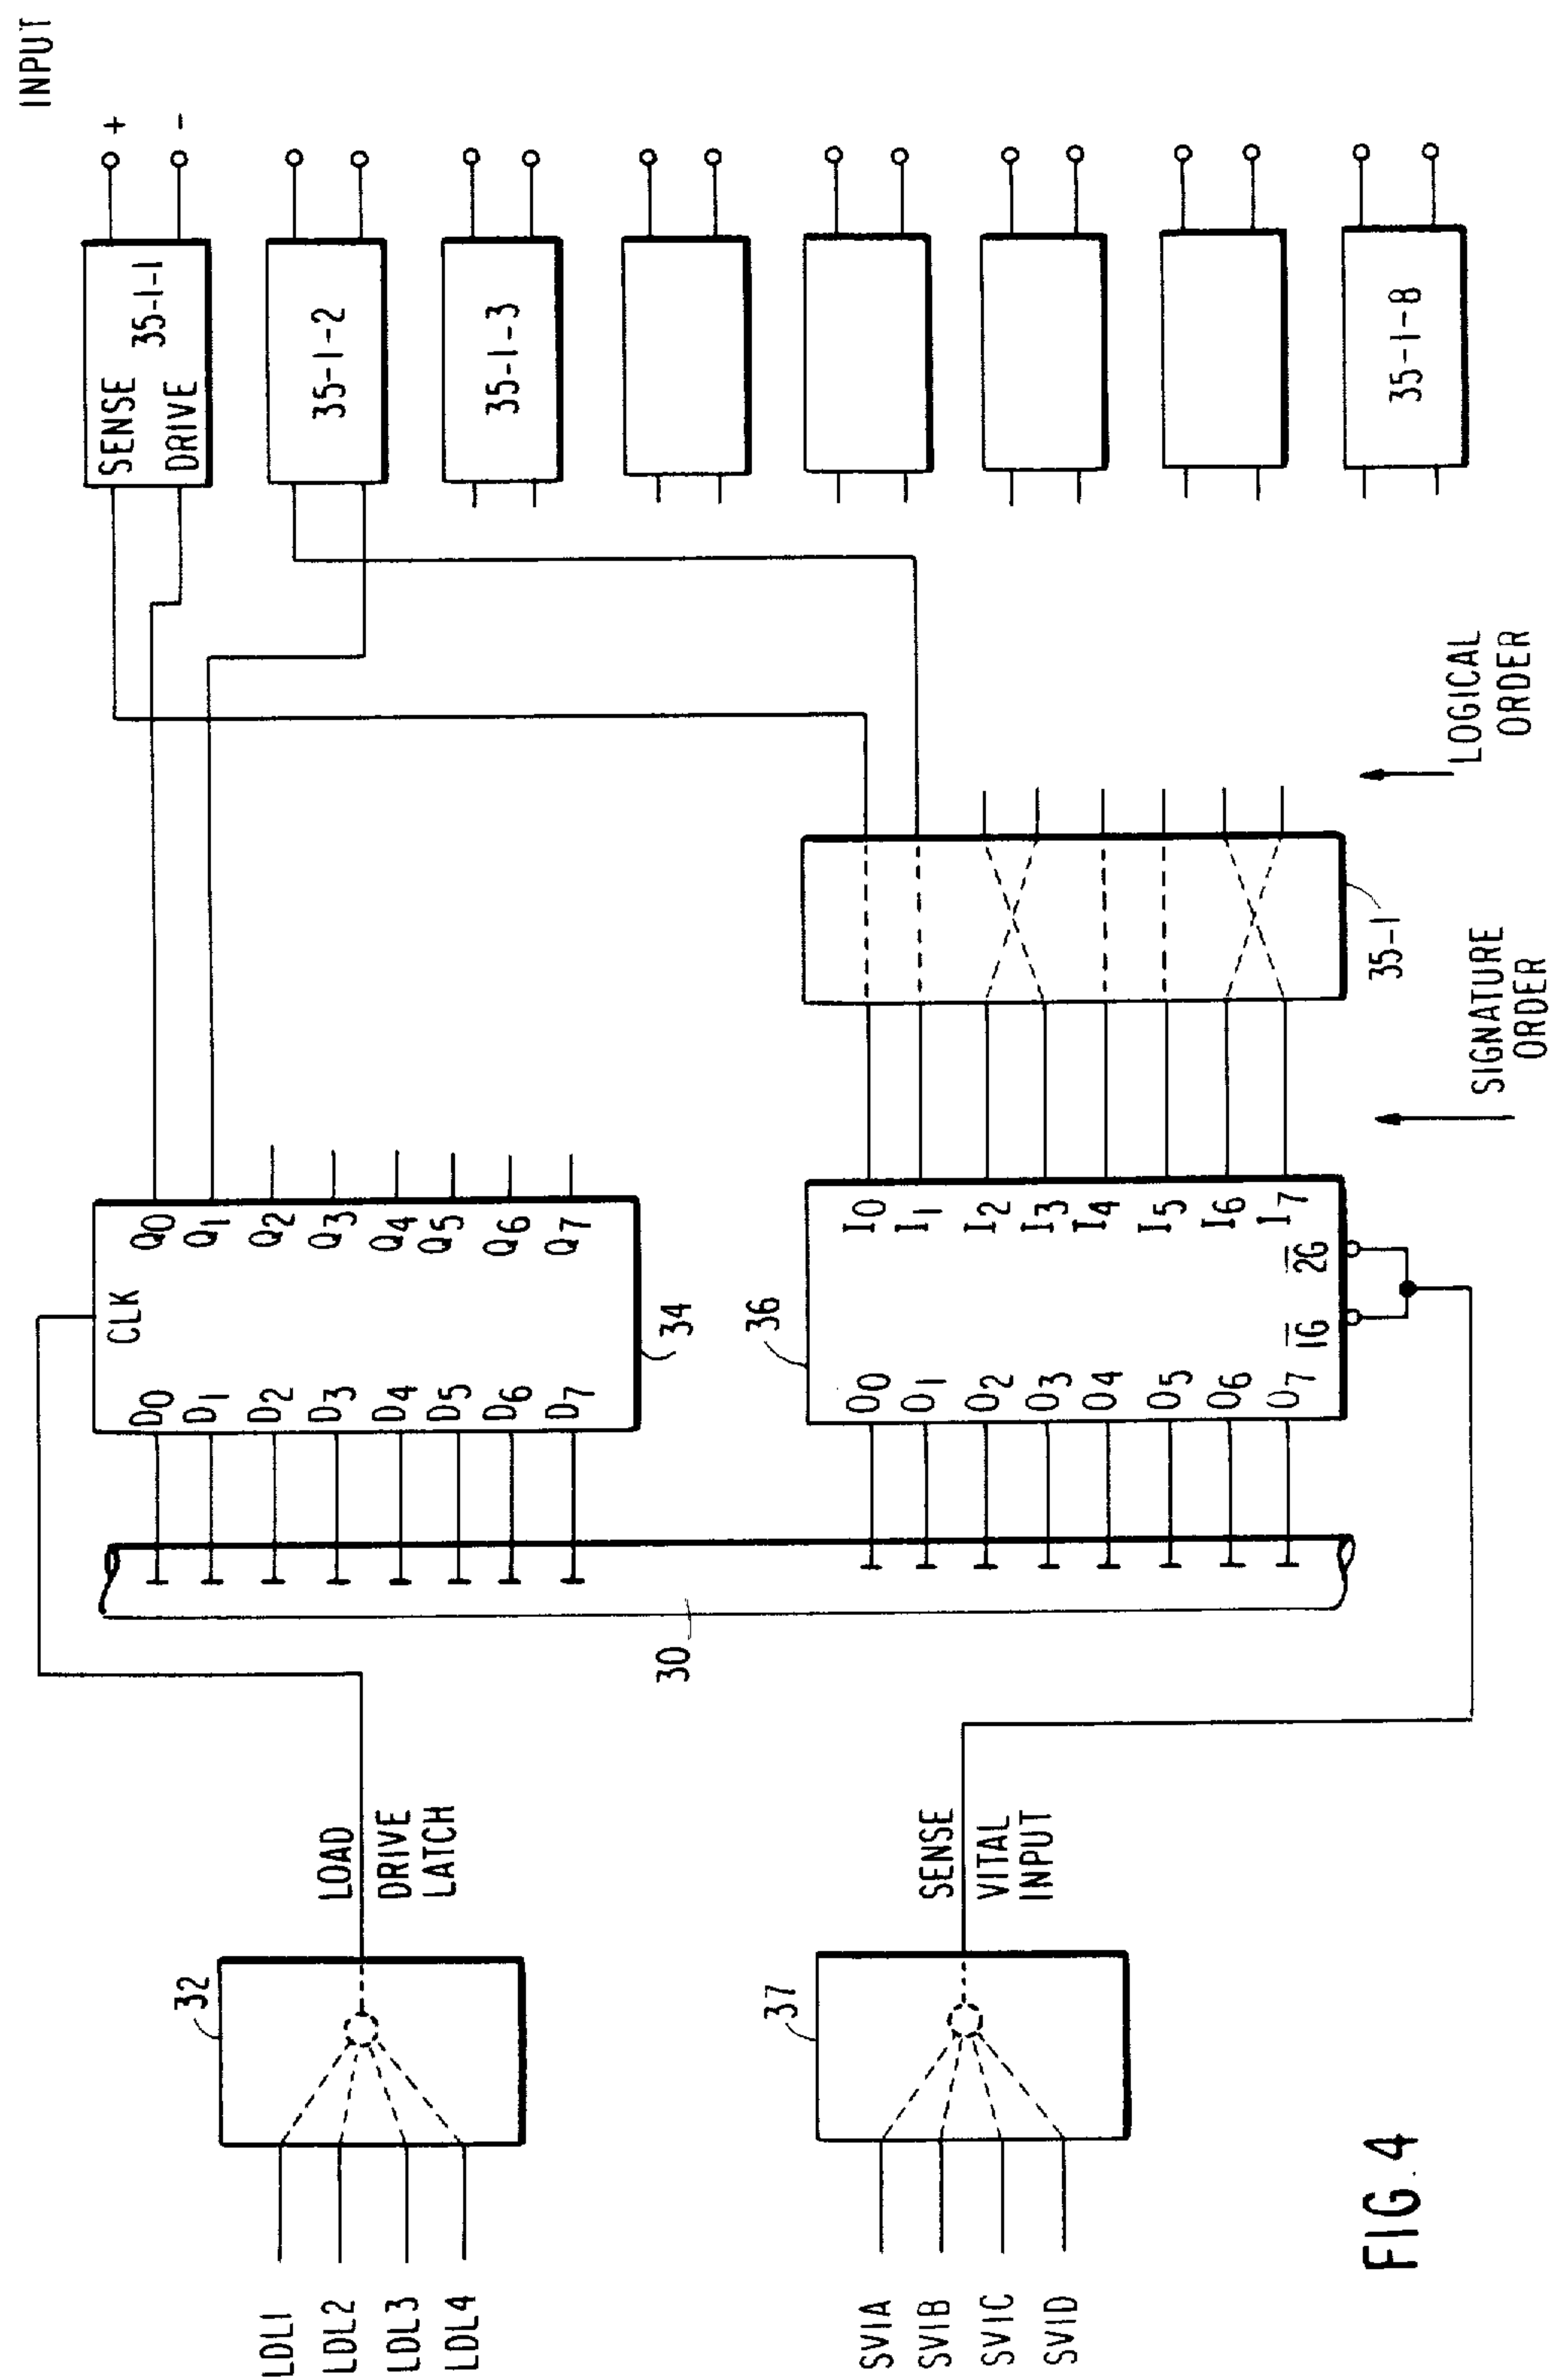 INPUT
+
-
SENSE
DRIVE
35-1-1
35-1-2
35-1-3
35-1-8
LOGICAL
ORDER
SIGNATURE
ORDER
35-1
CLK
D0
D1
D2
D3
D4
D5
D6
D7
Q0
Q1
Q2
Q3
Q4
Q5
Q6
Q7
34
36
O0
O1
O2
O3
O4
O5
O6
O7
I0
I1
I2
I3
I4
I5
I6
I7
1G
2G
30
LOAD
DRIVE
LATCH
SENSE
VITAL
INPUT
32
37
LDL1
LDL2
LDL3
LDL4
SVIA
SVIB
SVIC
SVID
FIG. 4